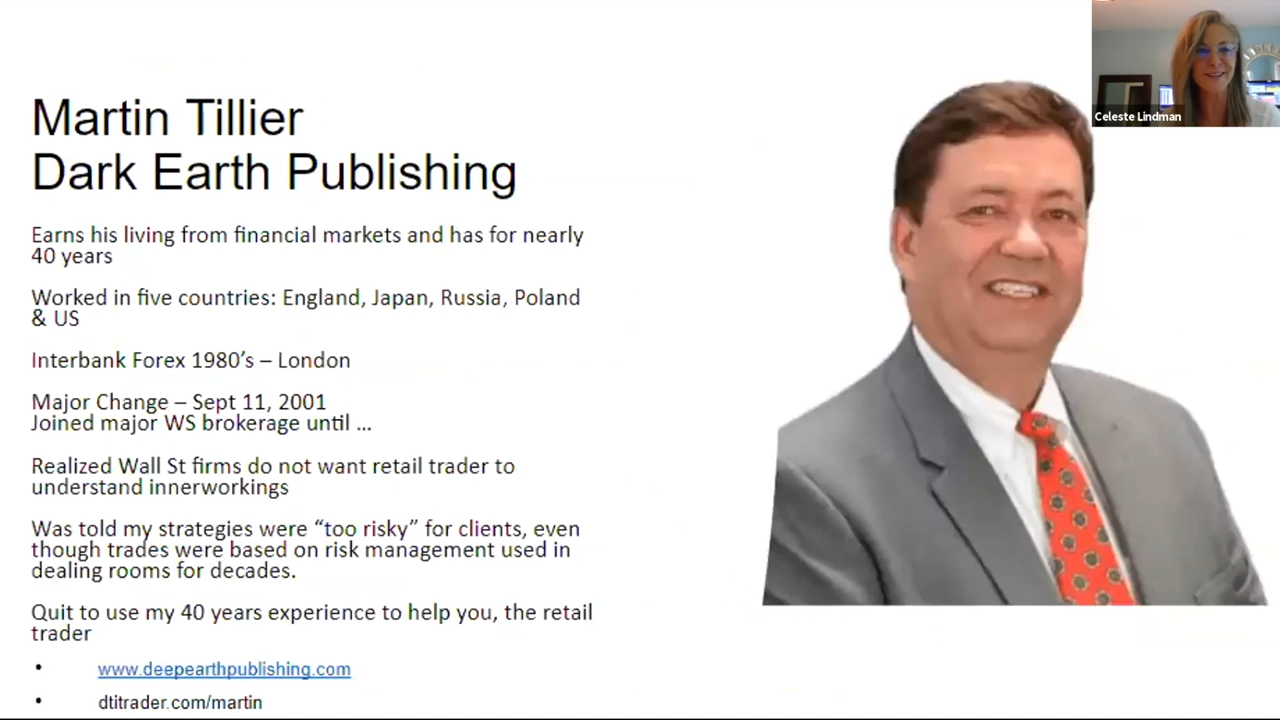 Martin Tillier
Dark Earth Publishing
Earns his living from financial markets and has for nearly
40 years
Worked in five countries: England, Japan, Russia, Poland
& US
Interbank Forex 1980’s – London
Major Change – Sept 11, 2001
Joined major WS brokerage until ...
Realized Wall St firms do not want retail trader to
understand innerworkings
Was told my strategies were “too risky” for clients, even
though trades were based on risk management used in
dealing rooms for decades.
Quit to use my 40 years experience to help you, the retail
trader
• www.deepearthpublishing.com
• dtitrader.com/martin
Celeste Lindman